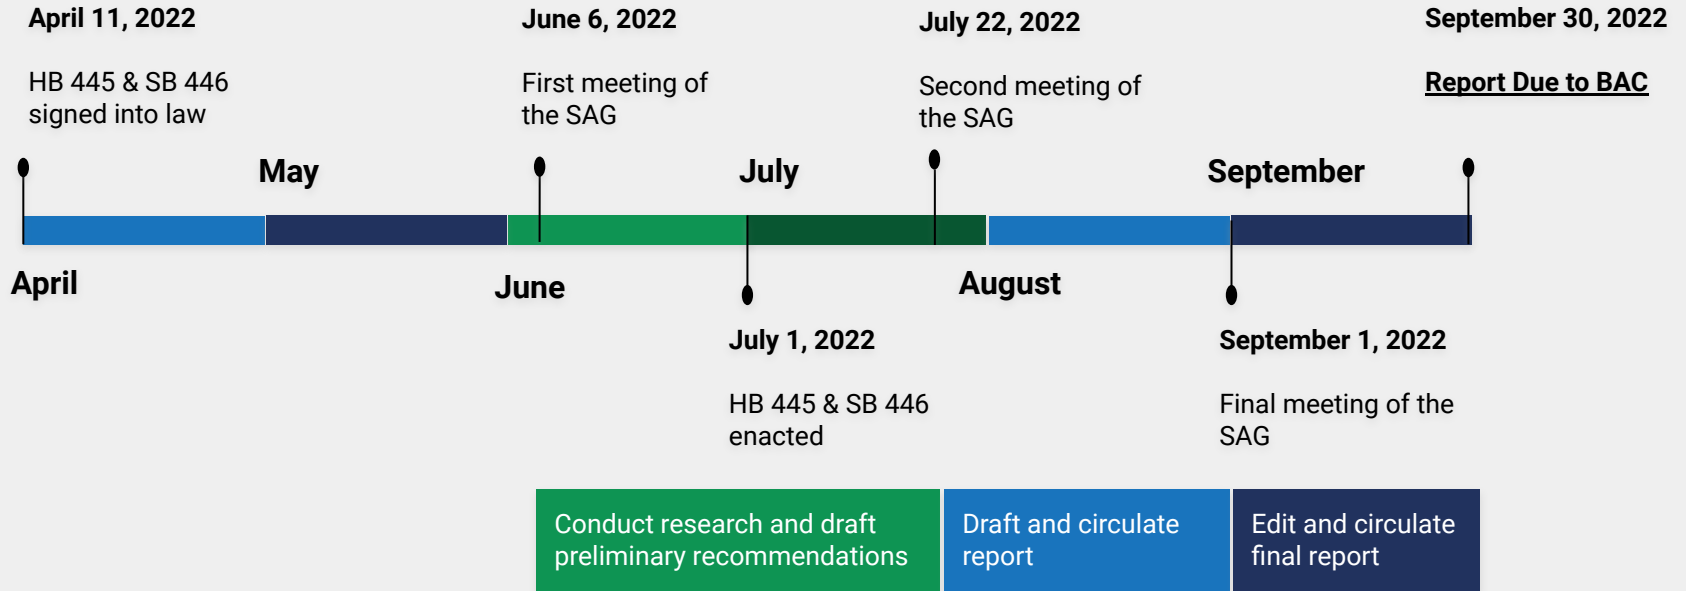 April 11, 2022
HB 445 & SB 446
signed into law
June 6, 2022
First meeting of
the SAG
July 22, 2022
Second meeting of
the SAG
September 30, 2022
Report Due to BAC
May
July
September
April
June
August
July 1, 2022
HB 445 & SB 446
enacted
September 1, 2022
Final meeting of the
SAG
Conduct research and draft
preliminary recommendations
Draft and circulate
report
Edit and circulate
final report